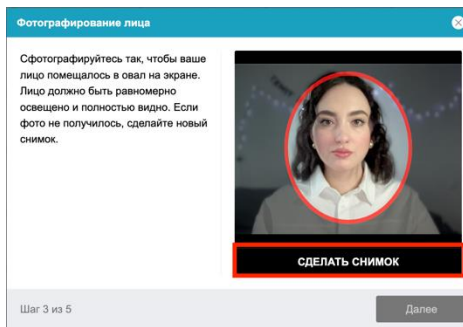 Фотографирование лица
Сфотографируйтесь так, чтобы ваше
лицо помещалось в овал на экране.
Лицо должно быть равномерно
освещено и полностью видно. Если
фото не получилось, сделайте новый
снимок.
СДЕЛАТЬ СНИМОК
Шаг 3 из 5
Далее